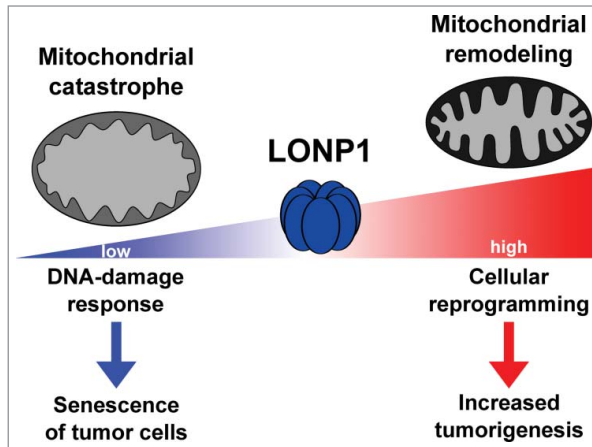 Mitochondrial
catastrophe
Mitochondrial
remodeling
LONP1
low
high
DNA-damage
response
Cellular
reprogramming
Senescence
of tumor cells
Increased
tumorigenesis